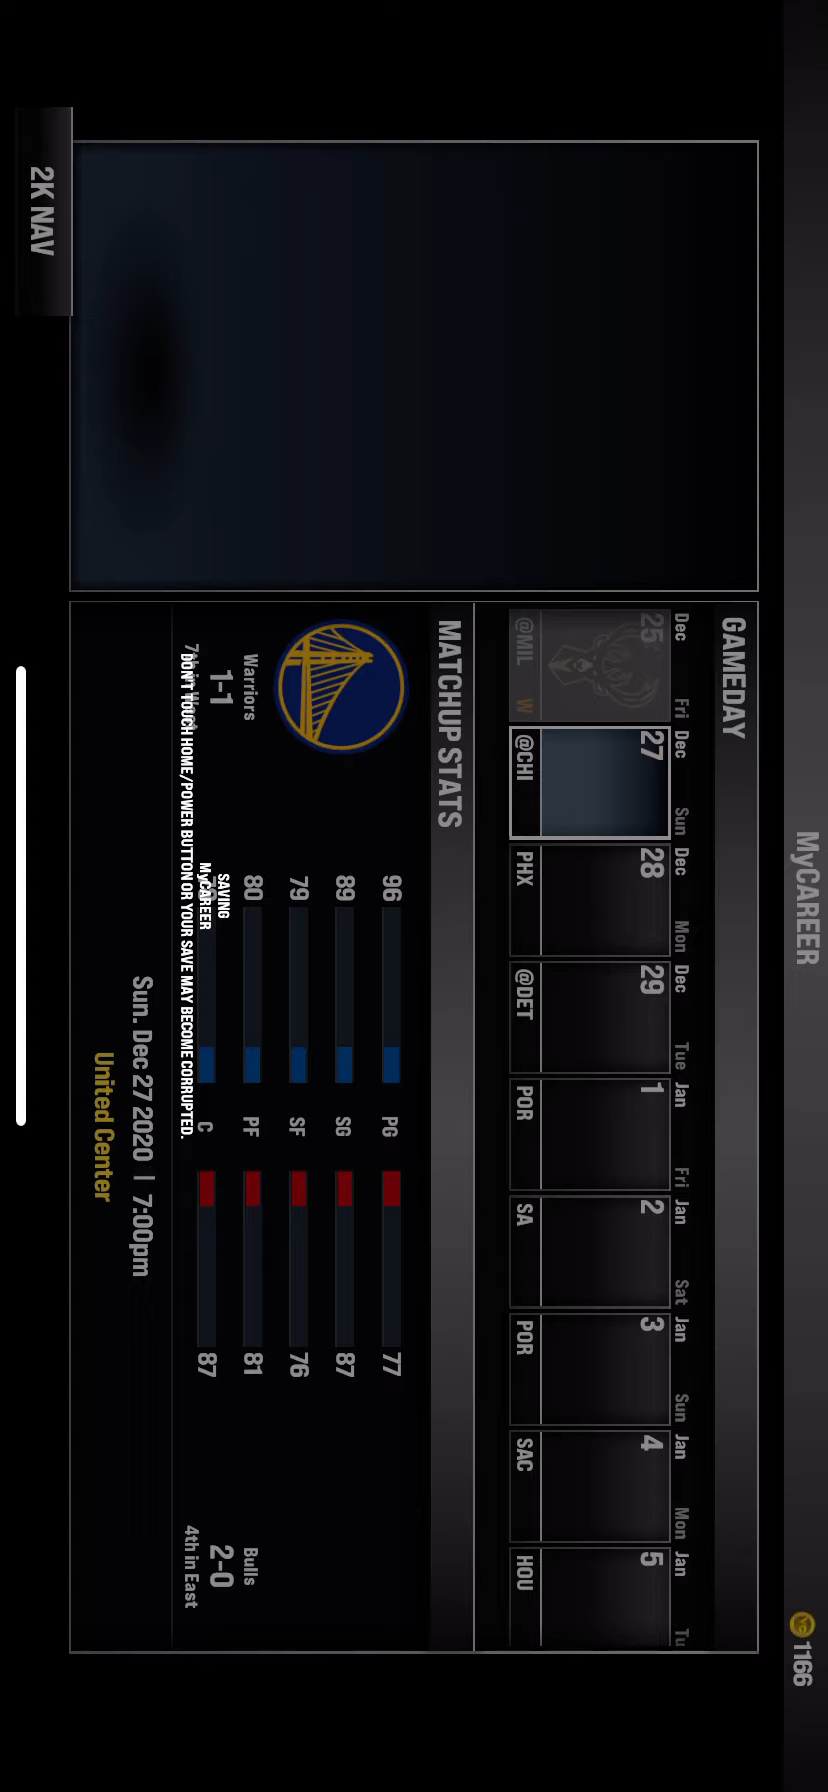 MyCAREER
1166
GAMEDAY
Dec Fri
25
@MIL W
Dec Sun
27
@CHI
Dec Mon
28
PHX
Dec Tue
29
@DET
Jan Fri
1
POR
Jan Sat
2
SA
Jan Sun
3
POR
Jan Mon
4
SAC
Jan Tu
5
HOU
MATCHUP STATS
96 PG 77
89 SG 87
79 SF 76
80 PF 81
C 87
Warriors
1-1
Bulls
2-0
4th in East
SAVING
MyCAREER
DON'T TOUCH HOME/POWER BUTTON OR YOUR SAVE MAY BECOME CORRUPTED.
Sun. Dec 27 2020 | 7:00pm
United Center
2K NAV